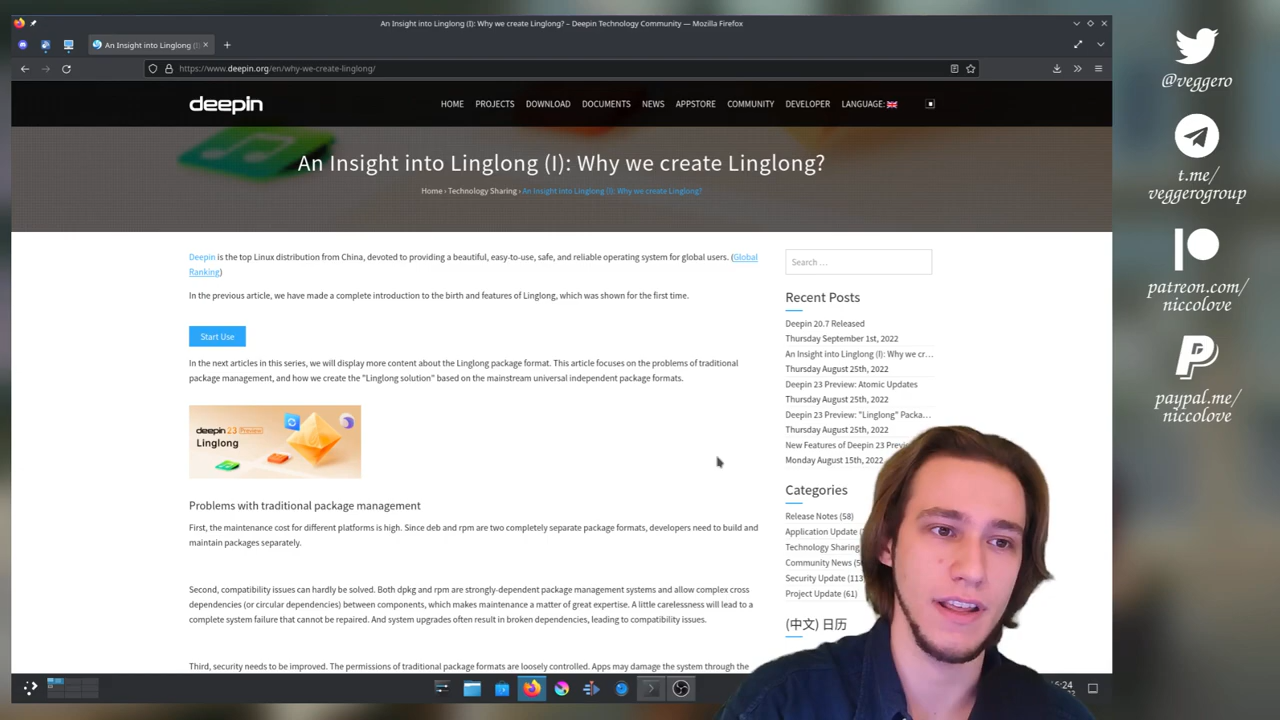 An Insight into Linglong (I): Why we create Linglong? – Deepin Technology Community — Mozilla Firefox
An Insight into Linglong (I):
https://www.deepin.org/en/why-we-create-linglong/
deepin
HOME
PROJECTS
DOWNLOAD
DOCUMENTS
NEWS
APPSTORE
COMMUNITY
DEVELOPER
LANGUAGE:
An Insight into Linglong (I): Why we create Linglong?
Home › Technology Sharing › An Insight into Linglong (I): Why we create Linglong?
Deepin is the top Linux distribution from China, devoted to providing a beautiful, easy-to-use, safe, and reliable operating system for global users. (Global
Ranking)
In the previous article, we have made a complete introduction to the birth and features of Linglong, which was shown for the first time.
Start Use
In the next articles in this series, we will display more content about the Linglong package format. This article focuses on the problems of traditional
package management, and how we create the "Linglong solution" based on the mainstream universal independent package formats.
deepin 23 Preview
Linglong
Problems with traditional package management
First, the maintenance cost for different platforms is high. Since deb and rpm are two completely separate package formats, developers need to build and
maintain packages separately.
Second, compatibility issues can hardly be solved. Both dpkg and rpm are strongly-dependent package management systems and allow complex cross
dependencies (or circular dependencies) between components, which makes maintenance a matter of great expertise. A little carelessness will lead to a
complete system failure that cannot be repaired. And system upgrades often result in broken dependencies, leading to compatibility issues.
Third, security needs to be improved. The permissions of traditional package formats are loosely controlled. Apps may damage the system through the
Search …
Recent Posts
Deepin 20.7 Released
Thursday September 1st, 2022
An Insight into Linglong (I): Why we cr…
Thursday August 25th, 2022
Deepin 23 Preview: Atomic Updates
Thursday August 25th, 2022
Deepin 23 Preview: "Linglong" Packa…
Thursday August 25th, 2022
New Features of Deepin 23 Previ
Monday August 15th, 2022
Categories
Release Notes (58)
Application Update
Technology Sharing
Community News
Security Update (113)
Project Update (61)
(中文) 日历
@veggero
t.me/
veggerogroup
patreon.com/
niccolove
paypal.me/
niccolove